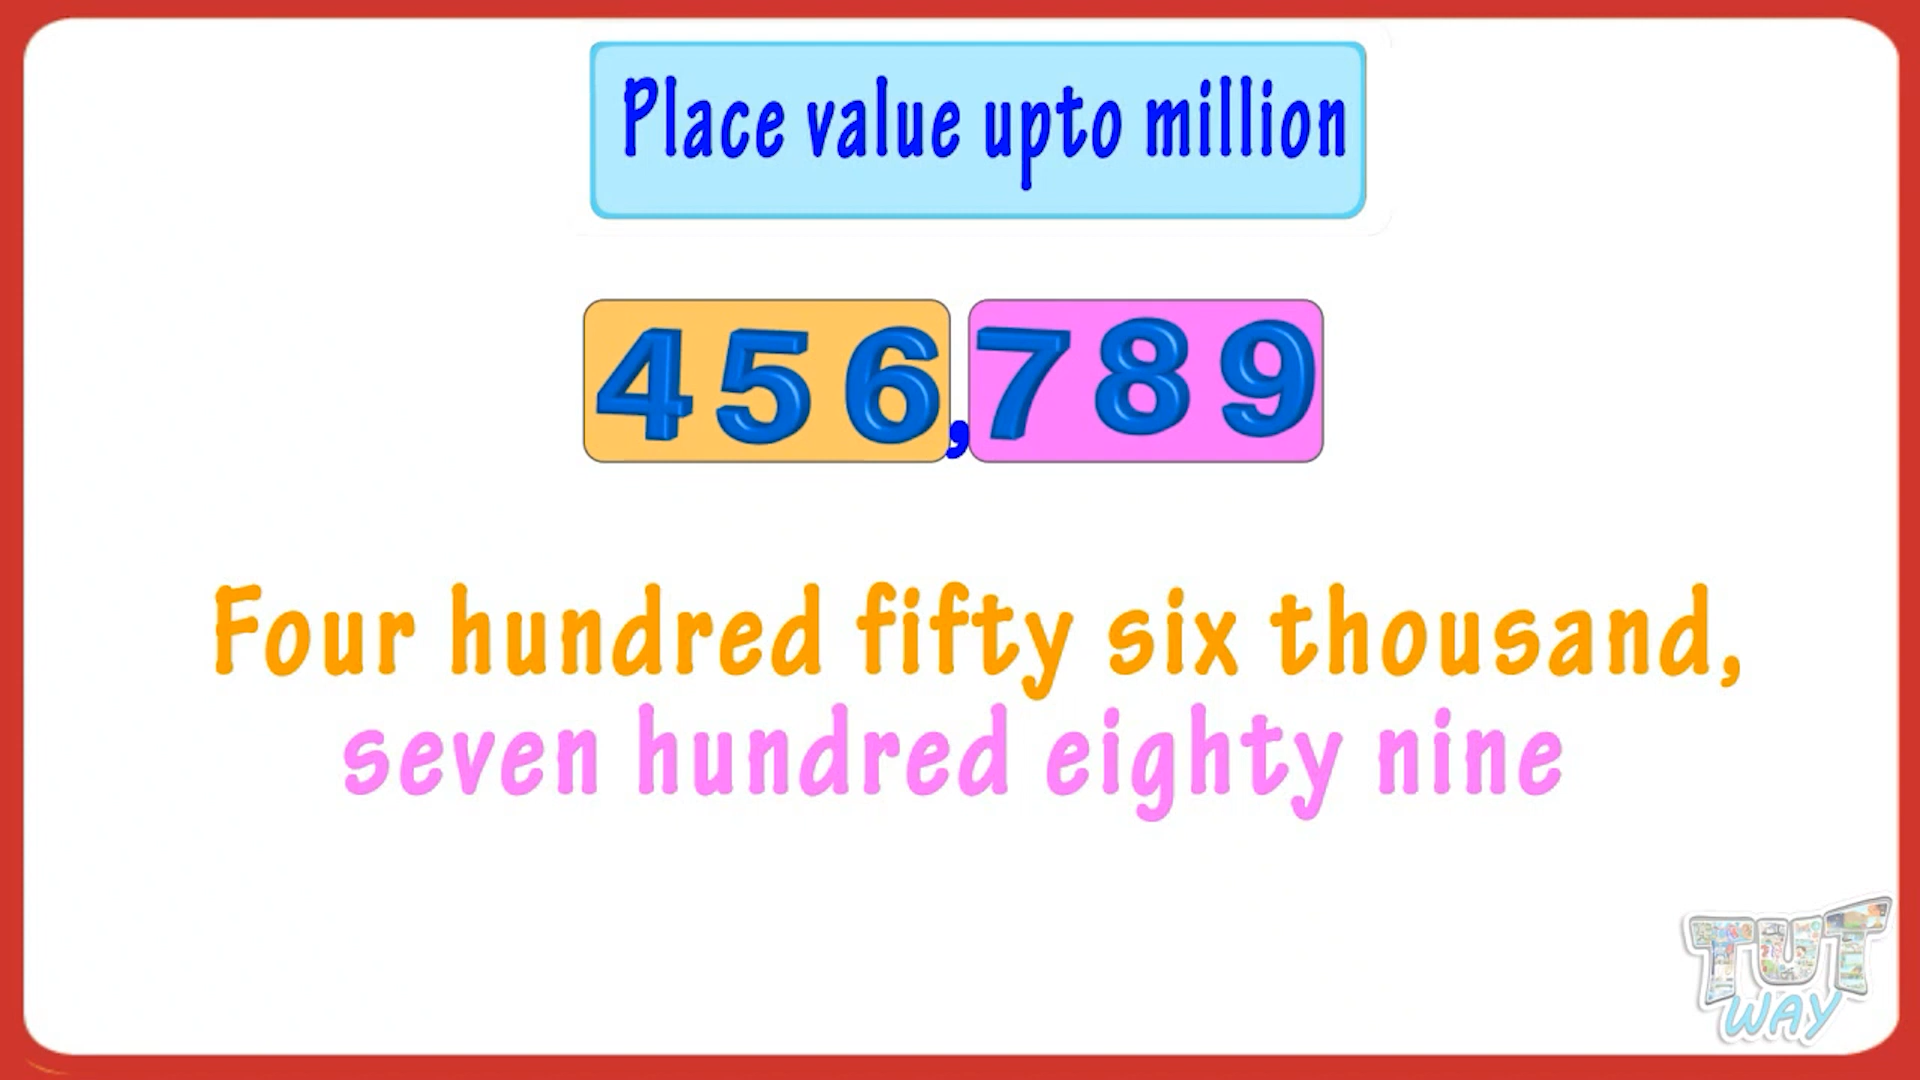 Place value upto million
456,789
Four hundred fifty six thousand,
seven hundred eighty nine
TUT
WAY